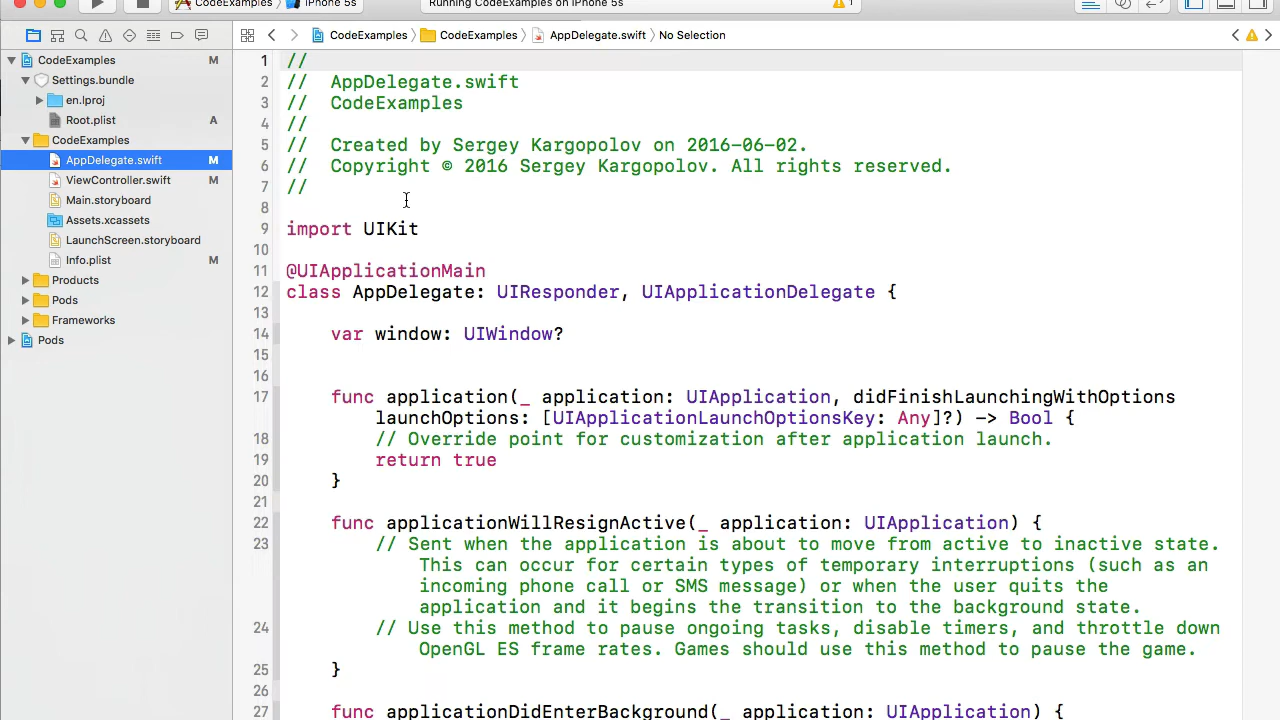 CodeExamples iPhone 5s
Running CodeExamples on iPhone 5s
1
CodeExamples CodeExamples AppDelegate.swift No Selection
CodeExamples M
Settings.bundle
en.lproj
Root.plist A
CodeExamples
AppDelegate.swift M
ViewController.swift M
Main.storyboard
Assets.xcassets
LaunchScreen.storyboard
Info.plist M
Products
Pods
Frameworks
Pods
1 //
2 // AppDelegate.swift
3 // CodeExamples
4 //
5 // Created by Sergey Kargopolov on 2016-06-02.
6 // Copyright © 2016 Sergey Kargopolov. All rights reserved.
7 //
8
9 import UIKit
10
11 @UIApplicationMain
12 class AppDelegate: UIResponder, UIApplicationDelegate {
13
14 var window: UIWindow?
15
16
17 func application(_ application: UIApplication, didFinishLaunchingWithOptions
launchOptions: [UIApplicationLaunchOptionsKey: Any]?) -> Bool {
18 // Override point for customization after application launch.
19 return true
20 }
21
22 func applicationWillResignActive(_ application: UIApplication) {
23 // Sent when the application is about to move from active to inactive state.
This can occur for certain types of temporary interruptions (such as an
incoming phone call or SMS message) or when the user quits the
application and it begins the transition to the background state.
24 // Use this method to pause ongoing tasks, disable timers, and throttle down
OpenGL ES frame rates. Games should use this method to pause the game.
25 }
26
27 func applicationDidEnterBackground(_ application: UIApplication) {